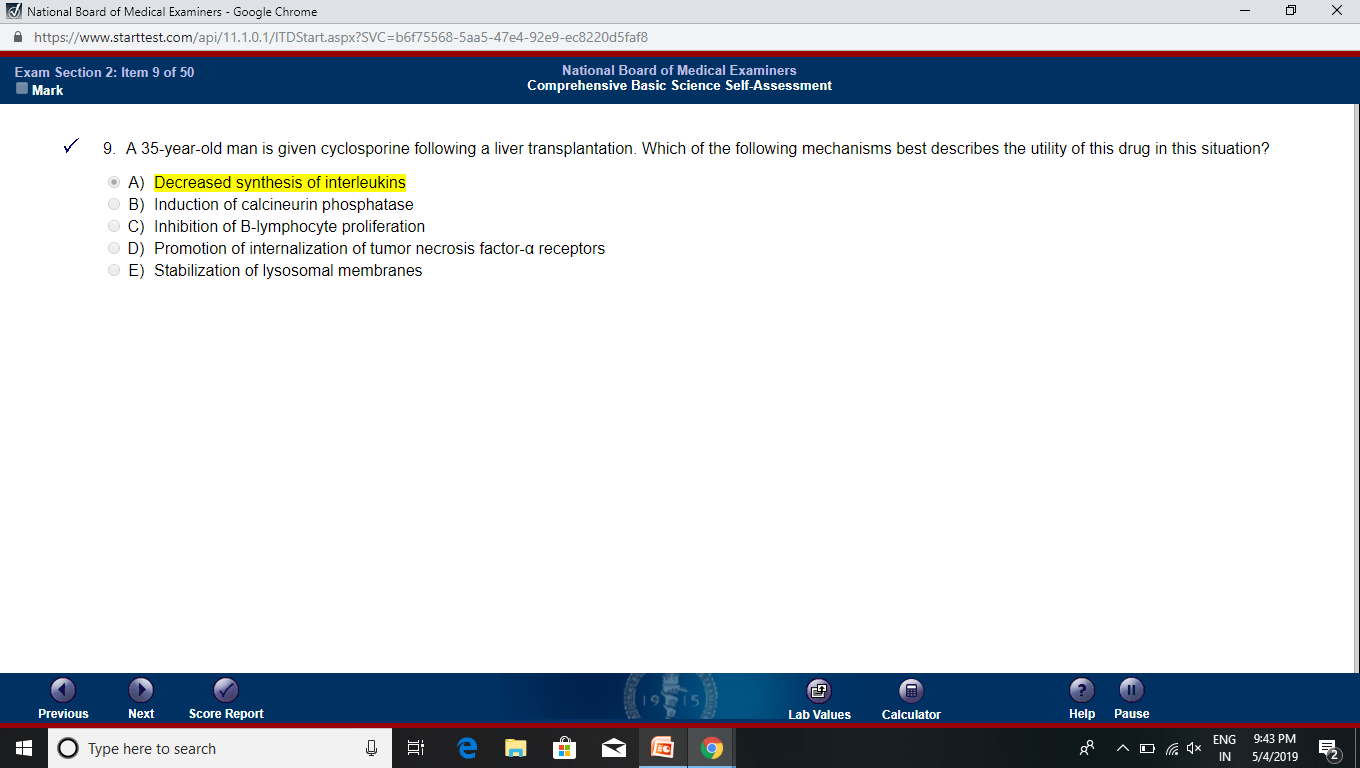 National Board of Medical Examiners - Google Chrome
https://www.starttest.com/api/11.1.0.1/ITDStart.aspx?SVC=b6f75568-5aa5-47e4-92e9-ec8220d5faf8
Exam Section 2: Item 9 of 50
Mark
National Board of Medical Examiners
Comprehensive Basic Science Self-Assessment
9. A 35-year-old man is given cyclosporine following a liver transplantation. Which of the following mechanisms best describes the utility of this drug in this situation?
A) Decreased synthesis of interleukins
B) Induction of calcineurin phosphatase
C) Inhibition of B-lymphocyte proliferation
D) Promotion of internalization of tumor necrosis factor-α receptors
E) Stabilization of lysosomal membranes
Previous
Next
Score Report
19 15
Lab Values
Calculator
Help
Pause
Type here to search
ENG
IN
9:43 PM
5/4/2019
2